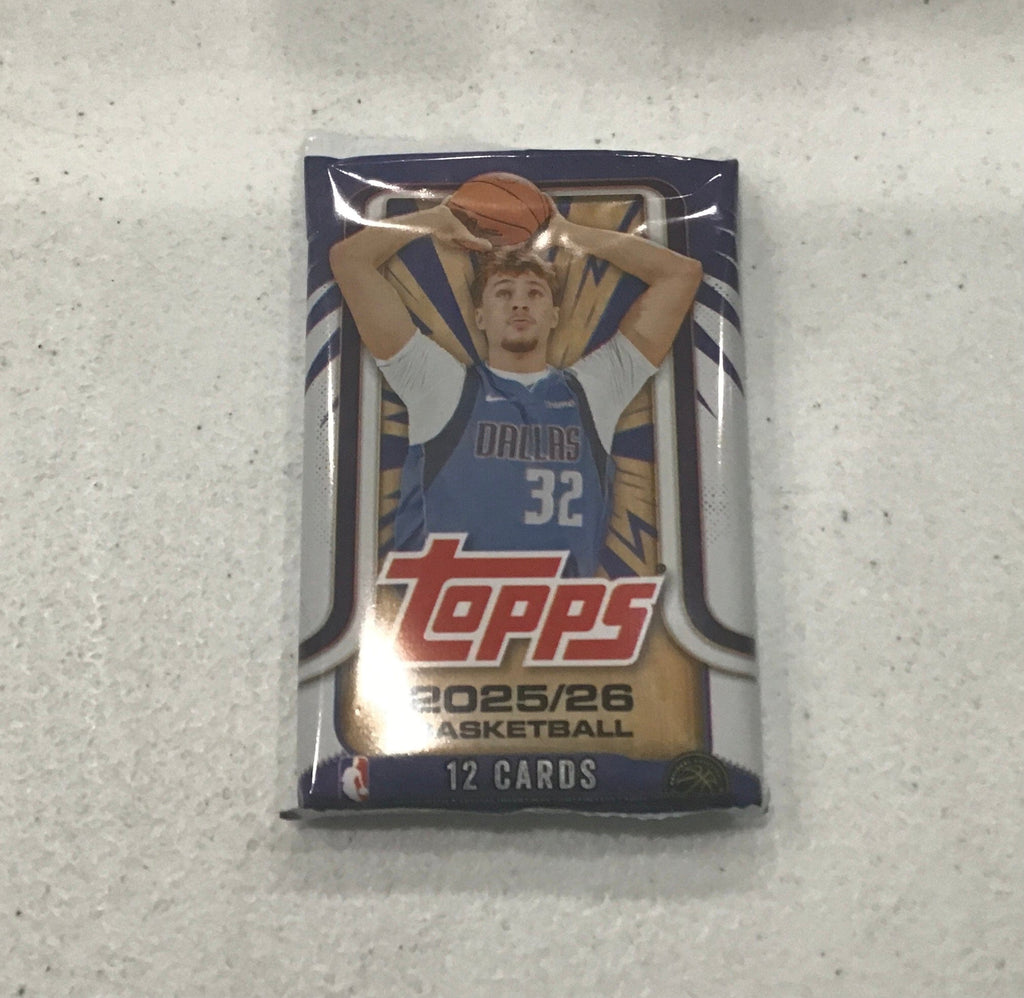 DALLAS
32
topps
2025/26
BASKETBALL
12 CARDS